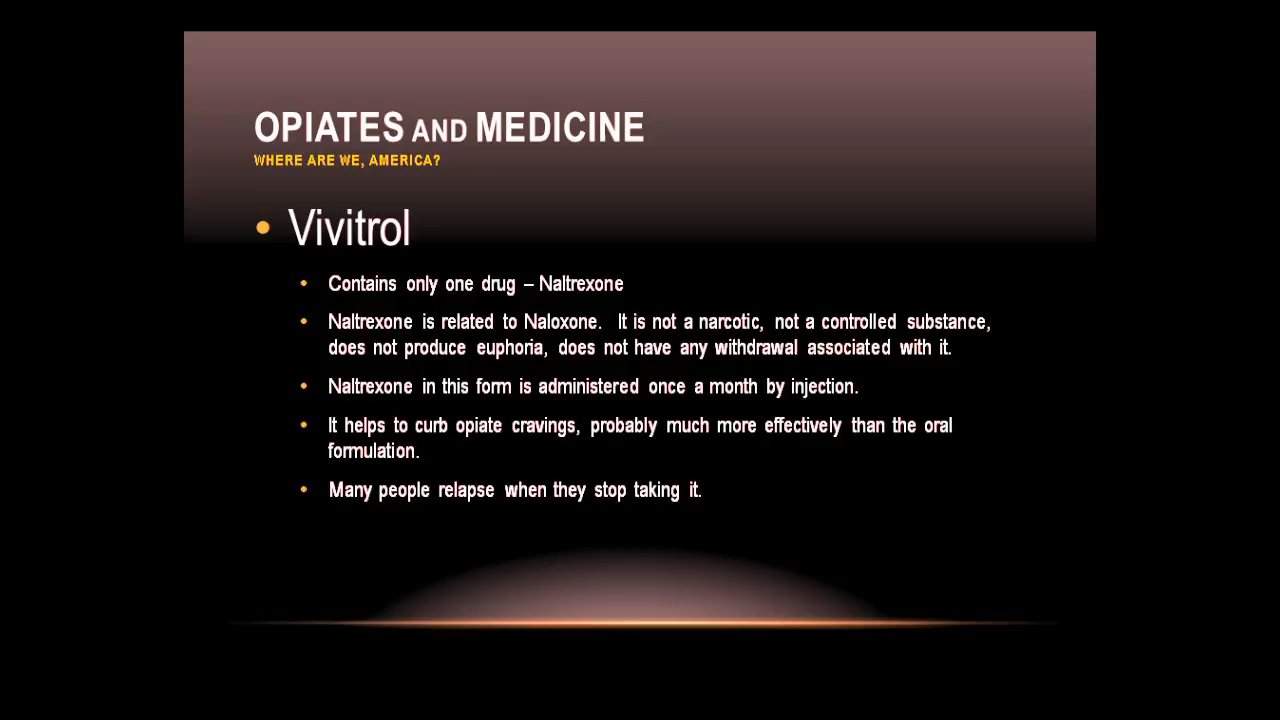 OPIATES AND MEDICINE
WHERE ARE WE, AMERICA?
• Vivitrol
• Contains only one drug – Naltrexone
• Naltrexone is related to Naloxone. It is not a narcotic, not a controlled substance,
does not produce euphoria, does not have any withdrawal associated with it.
• Naltrexone in this form is administered once a month by injection.
• It helps to curb opiate cravings, probably much more effectively than the oral
formulation.
• Many people relapse when they stop taking it.